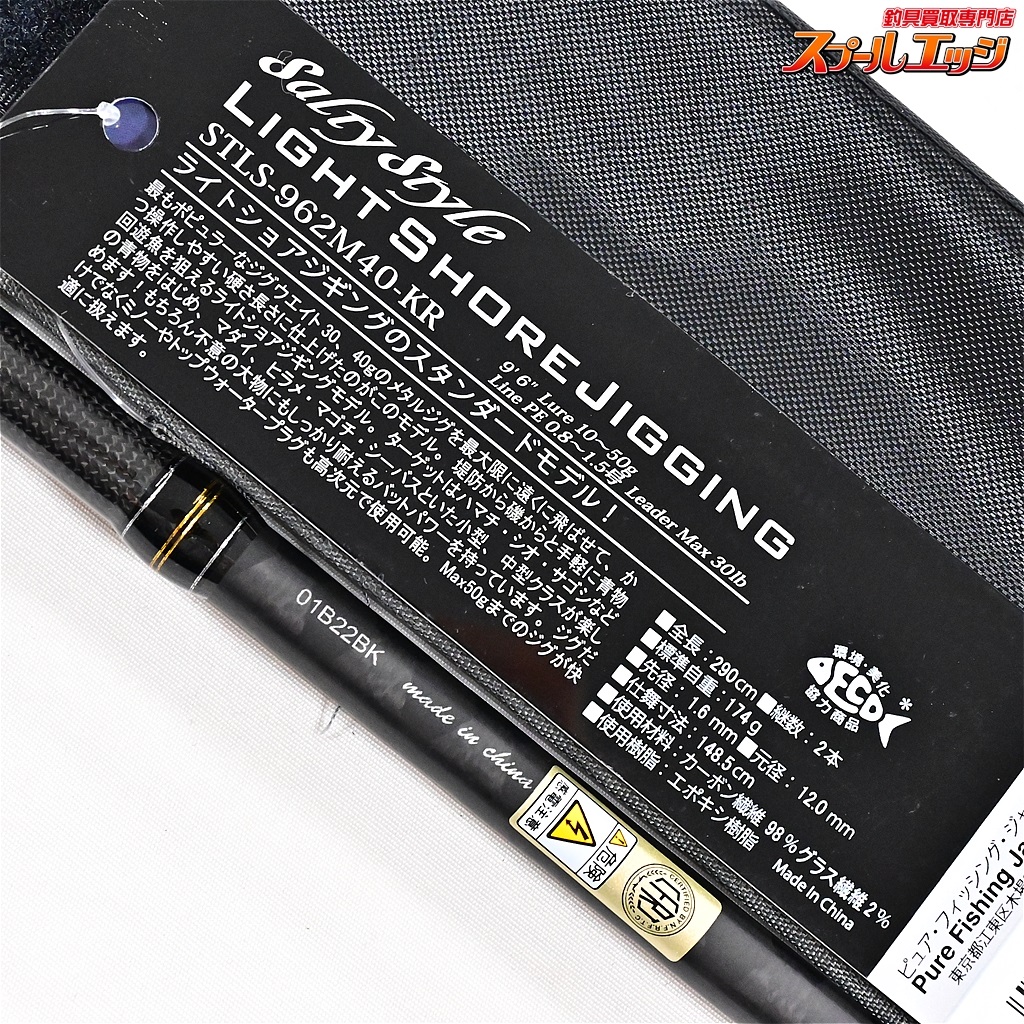 釣具買取専門店
スプールエッジ
Salty Style
LIGHT SHORE JIGGING
STLS-962M40-KR
9'6" Lure 10〜50g
Line PE 0.8〜1.5号 Leader Max 30lb
ライトショアジギングのスタンダードモデル！
最もポピュラーなジグウエイト30、40gのメタルジグを最大限に遠くに飛ばせて、か
つ操作しやすい硬さ長さに仕上げたのがこのモデル。堤防から磯からと手軽に青物
回遊魚を狙えるライトショアジギングモデル。ターゲットはハマチ・シオ・サゴシなど
の青物をはじめ、マダイ、ヒラメ・マゴチ・シーバスといった小型、中型クラスが楽し
めます！もちろん不意の大物にもしっかり耐えるバットパワーを持っています。ジグだ
けでなくミノーやトップウォータープラグも高次元で使用可能。Max50gまでのジグが快
適に扱えます。
■全長：290cm ■継数：2本
■標準自重：174g
■先径：1.6mm ■元径：12.0mm
■仕舞寸法：148.5cm
■使用材料：カーボン繊維98% グラス繊維2%
■使用樹脂：エポキシ樹脂
Made In China
環境・美化
ECO
協力商品
01B22BK
made in china
感電注意
危険
CERTIFIED BY N.F.R.F.T.C
ピュア・フィッシング・ジャ
Pure Fishing Ja
東京都江東区木場